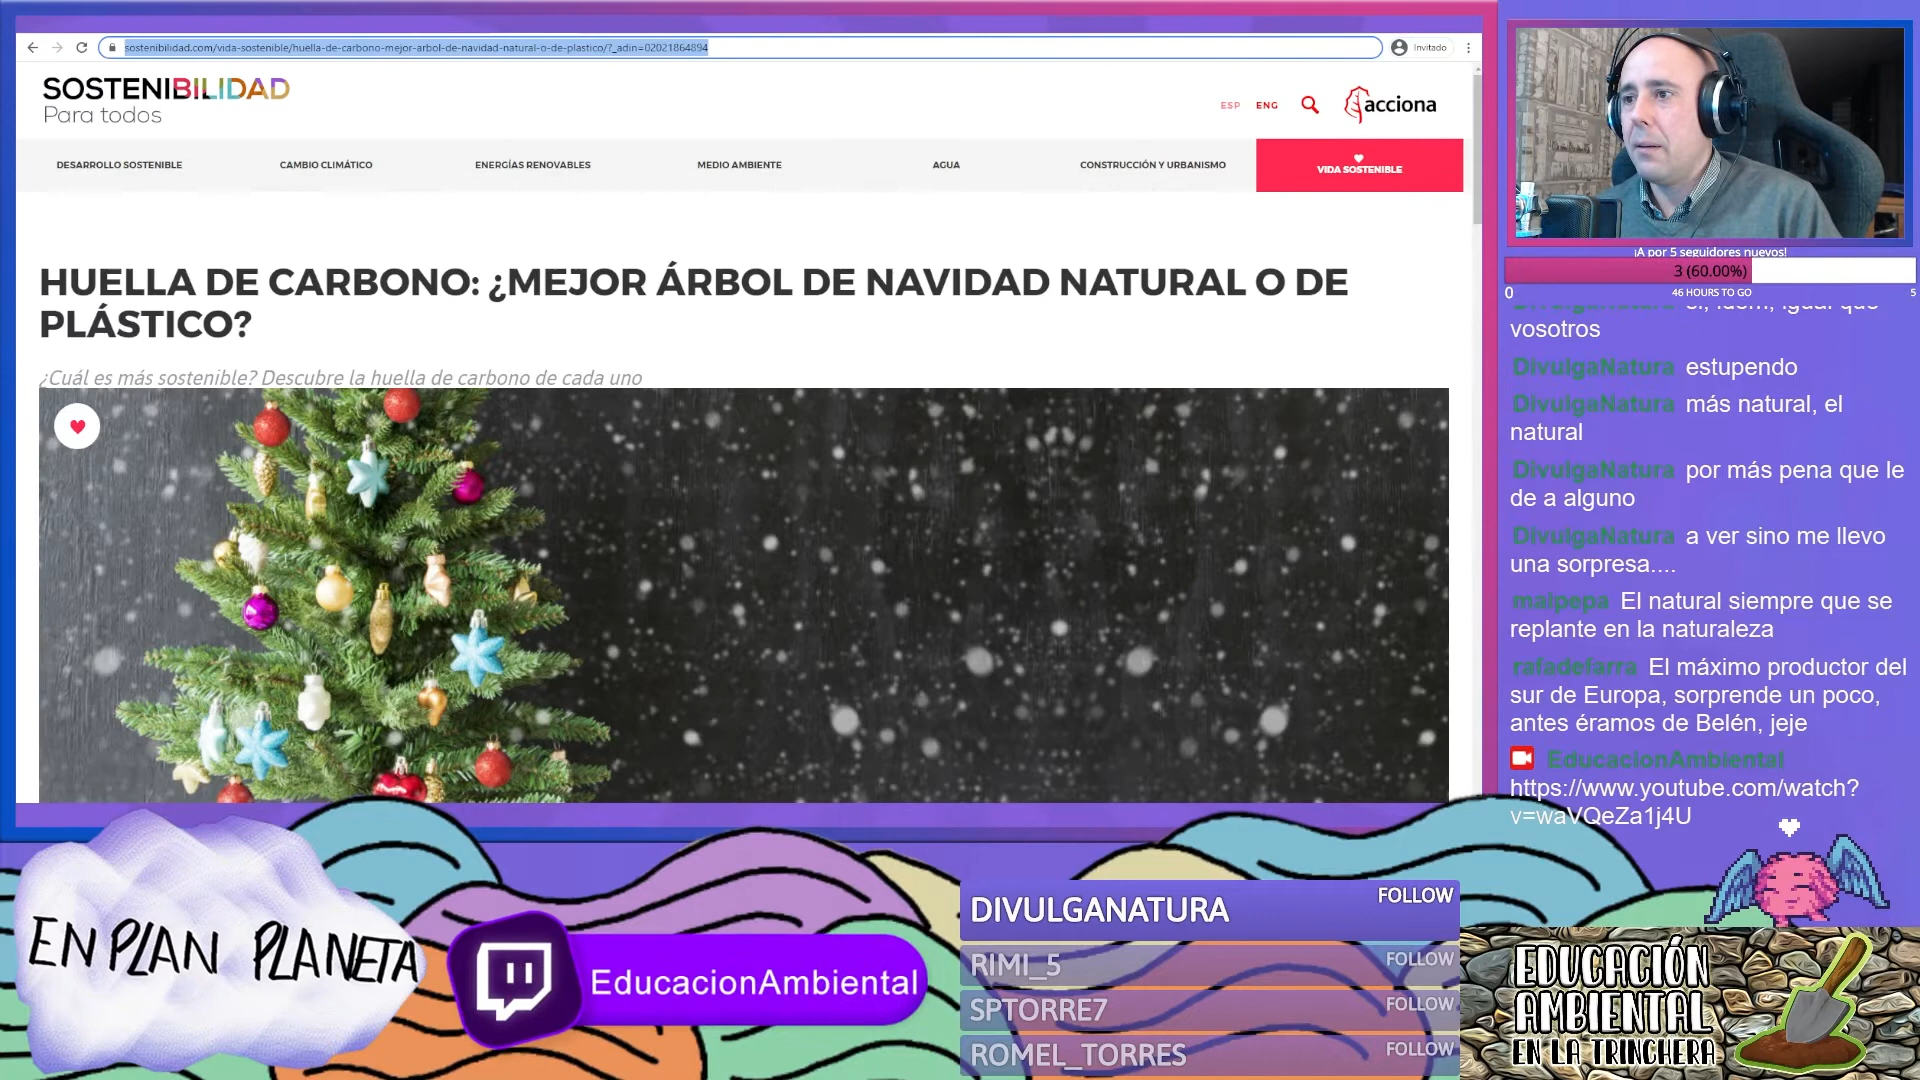 sostenibilidad.com/vida-sostenible/huella-de-carbono-mejor-arbol-de-navidad-natural-o-de-plastico/?_adin=02021864894
Invitado
SOSTENIBILIDAD
Para todos
ESP ENG
acciona
DESARROLLO SOSTENIBLE
CAMBIO CLIMÁTICO
ENERGÍAS RENOVABLES
MEDIO AMBIENTE
AGUA
CONSTRUCCIÓN Y URBANISMO
VIDA SOSTENIBLE
HUELLA DE CARBONO: ¿MEJOR ÁRBOL DE NAVIDAD NATURAL O DE
PLÁSTICO?
¿Cuál es más sostenible? Descubre la huella de carbono de cada uno
¡A por 5 seguidores nuevos!
3 (60.00%)
0
46 HOURS TO GO
5
vosotros
DivulgaNatura estupendo
DivulgaNatura más natural, el
natural
DivulgaNatura por más pena que le
de a alguno
DivulgaNatura a ver sino me llevo
una sorpresa....
maipepa El natural siempre que se
replante en la naturaleza
rafadefarra El máximo productor del
sur de Europa, sorprende un poco,
antes éramos de Belén, jeje
EducacionAmbiental
https://www.youtube.com/watch?
v=waVQeZa1j4U
EN PLAN PLANETA
EducacionAmbiental
DIVULGANATURA FOLLOW
RIMI_5 FOLLOW
SPTORRE7 FOLLOW
ROMEL_TORRES FOLLOW
EDUCACIÓN
AMBIENTAL
EN LA TRINCHERA